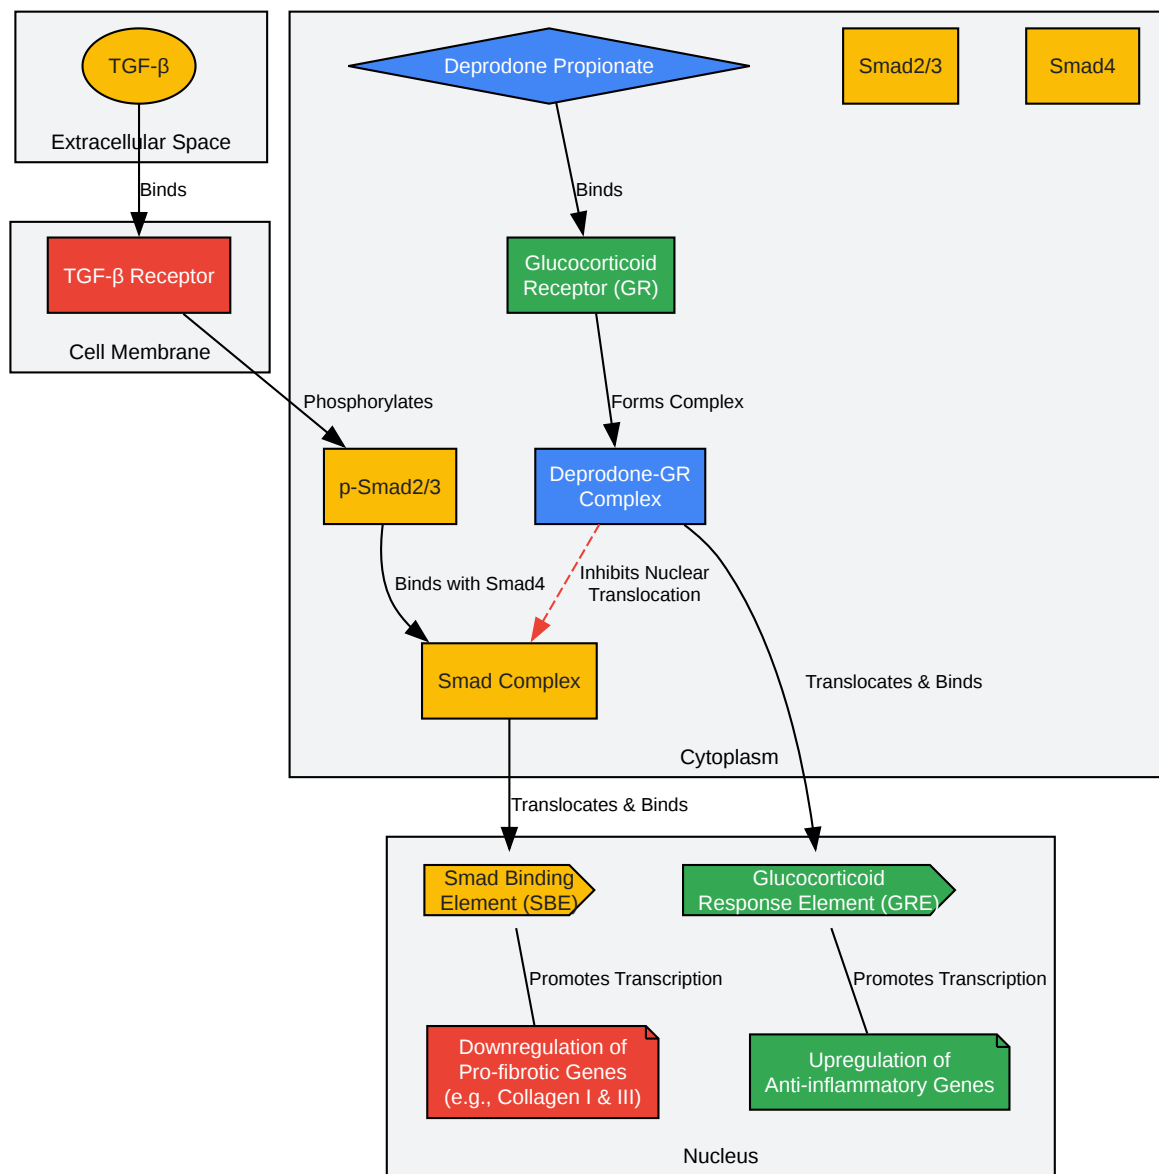 TGF-β
Extracellular Space
Binds
TGF-β Receptor
Cell Membrane
Deprodone Propionate
Smad2/3
Smad4
Binds
Glucocorticoid
Receptor (GR)
Phosphorylates
Forms Complex
p-Smad2/3
Deprodone-GR
Complex
Binds with Smad4
Inhibits Nuclear
Translocation
Smad Complex
Translocates & Binds
Cytoplasm
Translocates & Binds
Smad Binding
Element (SBE)
Glucocorticoid
Response Element (GRE)
Promotes Transcription
Promotes Transcription
Downregulation of
Pro-fibrotic Genes
(e.g., Collagen I & III)
Upregulation of
Anti-inflammatory Genes
Nucleus